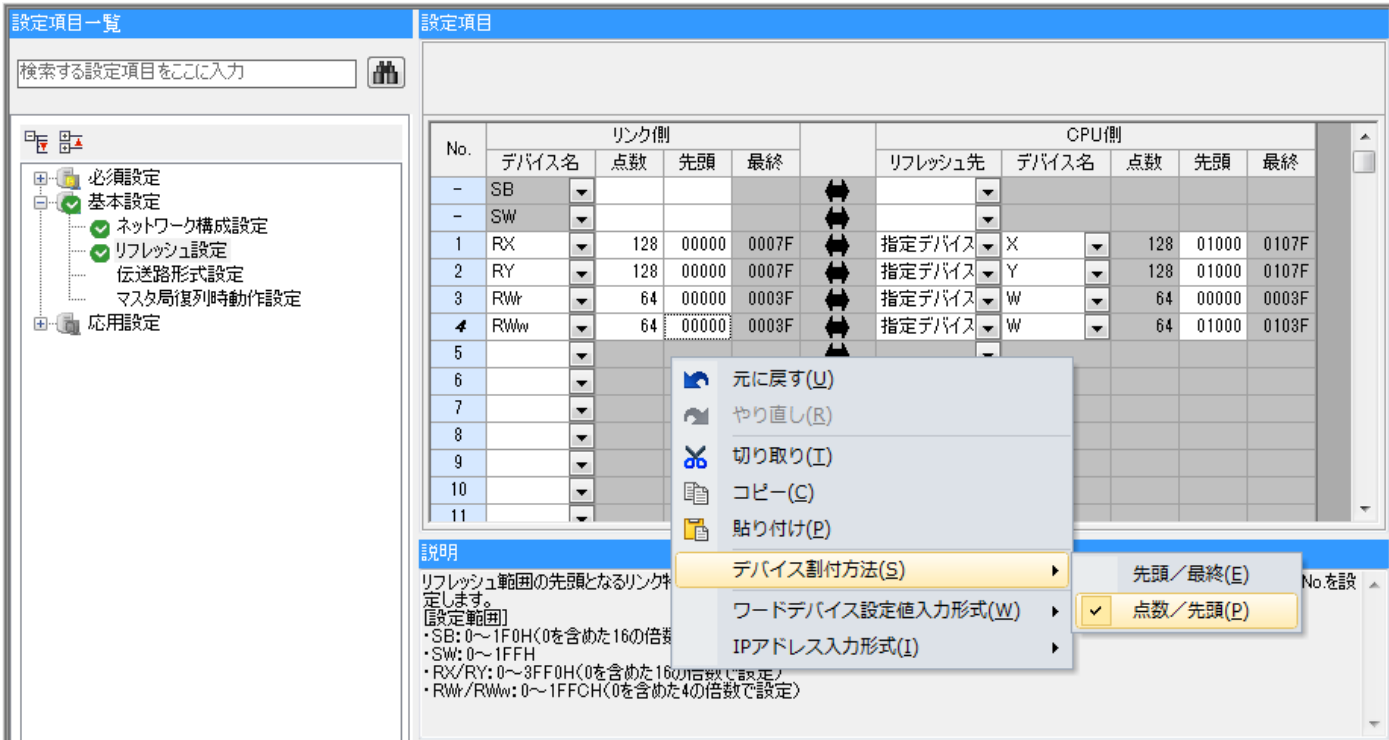 設定項目一覧
検索する設定項目をここに入力
必須設定
基本設定
ネットワーク構成設定
リフレッシュ設定
伝送路形式設定
マスタ局復列時動作設定
応用設定
設定項目
No. リンク側 CPU側
デバイス名 点数 先頭 最終 リフレッシュ先 デバイス名 点数 先頭 最終
- SB
- SW
1 RX 128 00000 0007F 指定デバイス X 128 01000 0107F
2 RY 128 00000 0007F 指定デバイス Y 128 01000 0107F
3 RWr 64 00000 0003F 指定デバイス W 64 00000 0003F
4 RWw 64 00000 0003F 指定デバイス W 64 01000 0103F
5
6
7
8
9
10
11
元に戻す(U)
やり直し(R)
切り取り(T)
コピー(C)
貼り付け(P)
デバイス割付方法(S)
ワードデバイス設定値入力形式(W)
IPアドレス入力形式(I)
先頭／最終(E)
点数／先頭(P)
説明
リフレッシュ範囲の先頭となるリンク No.を設
定します。
[設定範囲]
・SB:0～1F0H(0を含めた16の倍数
・SW:0～1FFH
・RX/RY:0～3FF0H(0を含めた16の倍数で設定)
・RWr/RWw:0～1FFCH(0を含めた4の倍数で設定)